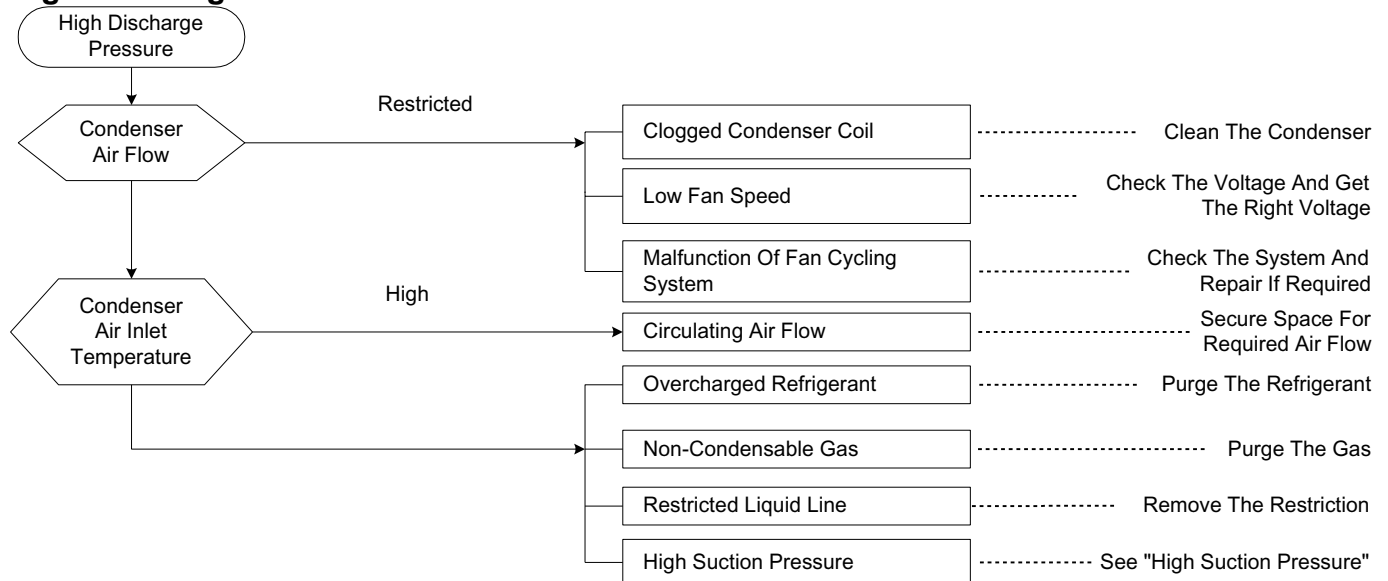 High Discharge
Pressure
Condenser
Air Flow
Restricted
Clogged Condenser Coil
Clean The Condenser
Low Fan Speed
Check The Voltage And Get
The Right Voltage
Malfunction Of Fan Cycling
System
Check The System And
Repair If Required
Condenser
Air Inlet
Temperature
High
Circulating Air Flow
Secure Space For
Required Air Flow
Overcharged Refrigerant
Purge The Refrigerant
Non-Condensable Gas
Purge The Gas
Restricted Liquid Line
Remove The Restriction
High Suction Pressure
See "High Suction Pressure"